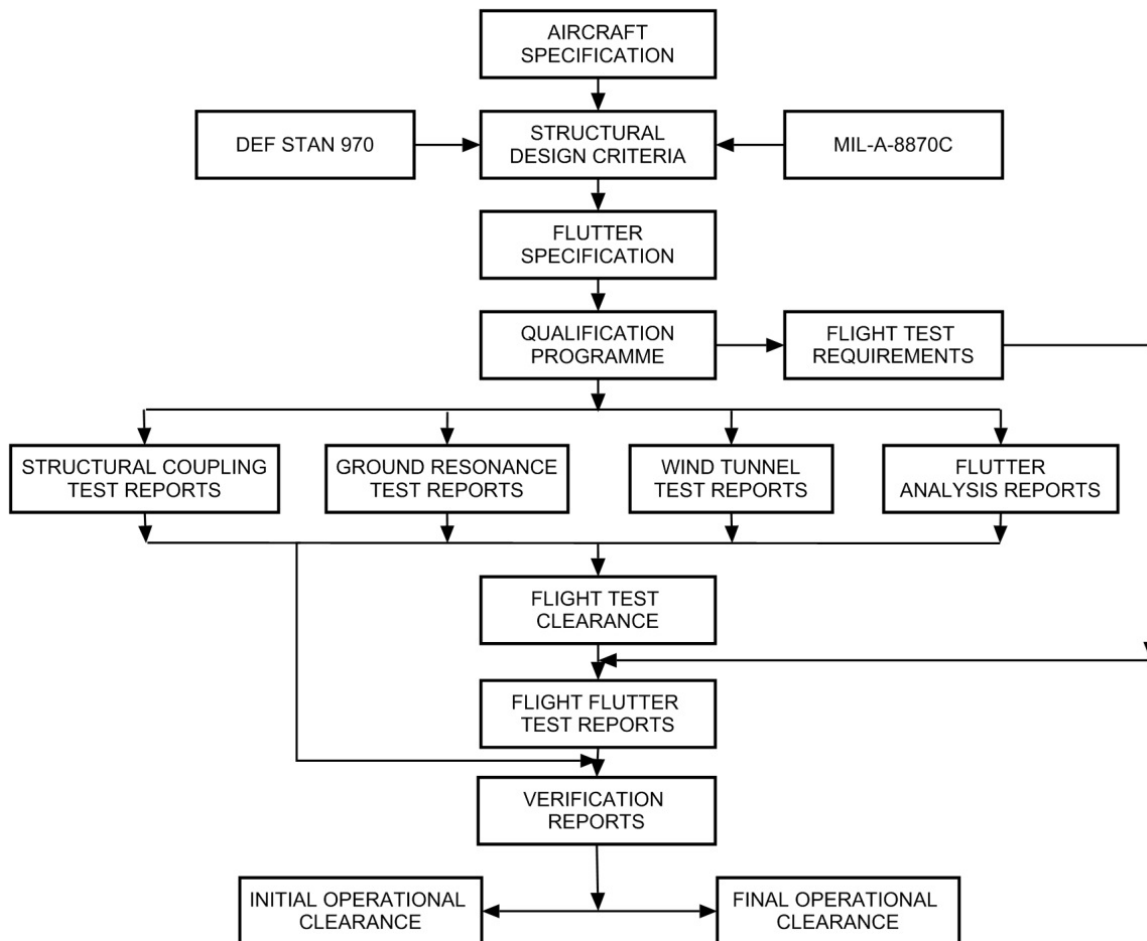 AIRCRAFT
SPECIFICATION
DEF STAN 970
STRUCTURAL
DESIGN CRITERIA
MIL-A-8870C
FLUTTER
SPECIFICATION
QUALIFICATION
PROGRAMME
FLIGHT TEST
REQUIREMENTS
STRUCTURAL COUPLING
TEST REPORTS
GROUND RESONANCE
TEST REPORTS
WIND TUNNEL
TEST REPORTS
FLUTTER
ANALYSIS REPORTS
FLIGHT TEST
CLEARANCE
FLIGHT FLUTTER
TEST REPORTS
VERIFICATION
REPORTS
INITIAL OPERATIONAL
CLEARANCE
FINAL OPERATIONAL
CLEARANCE